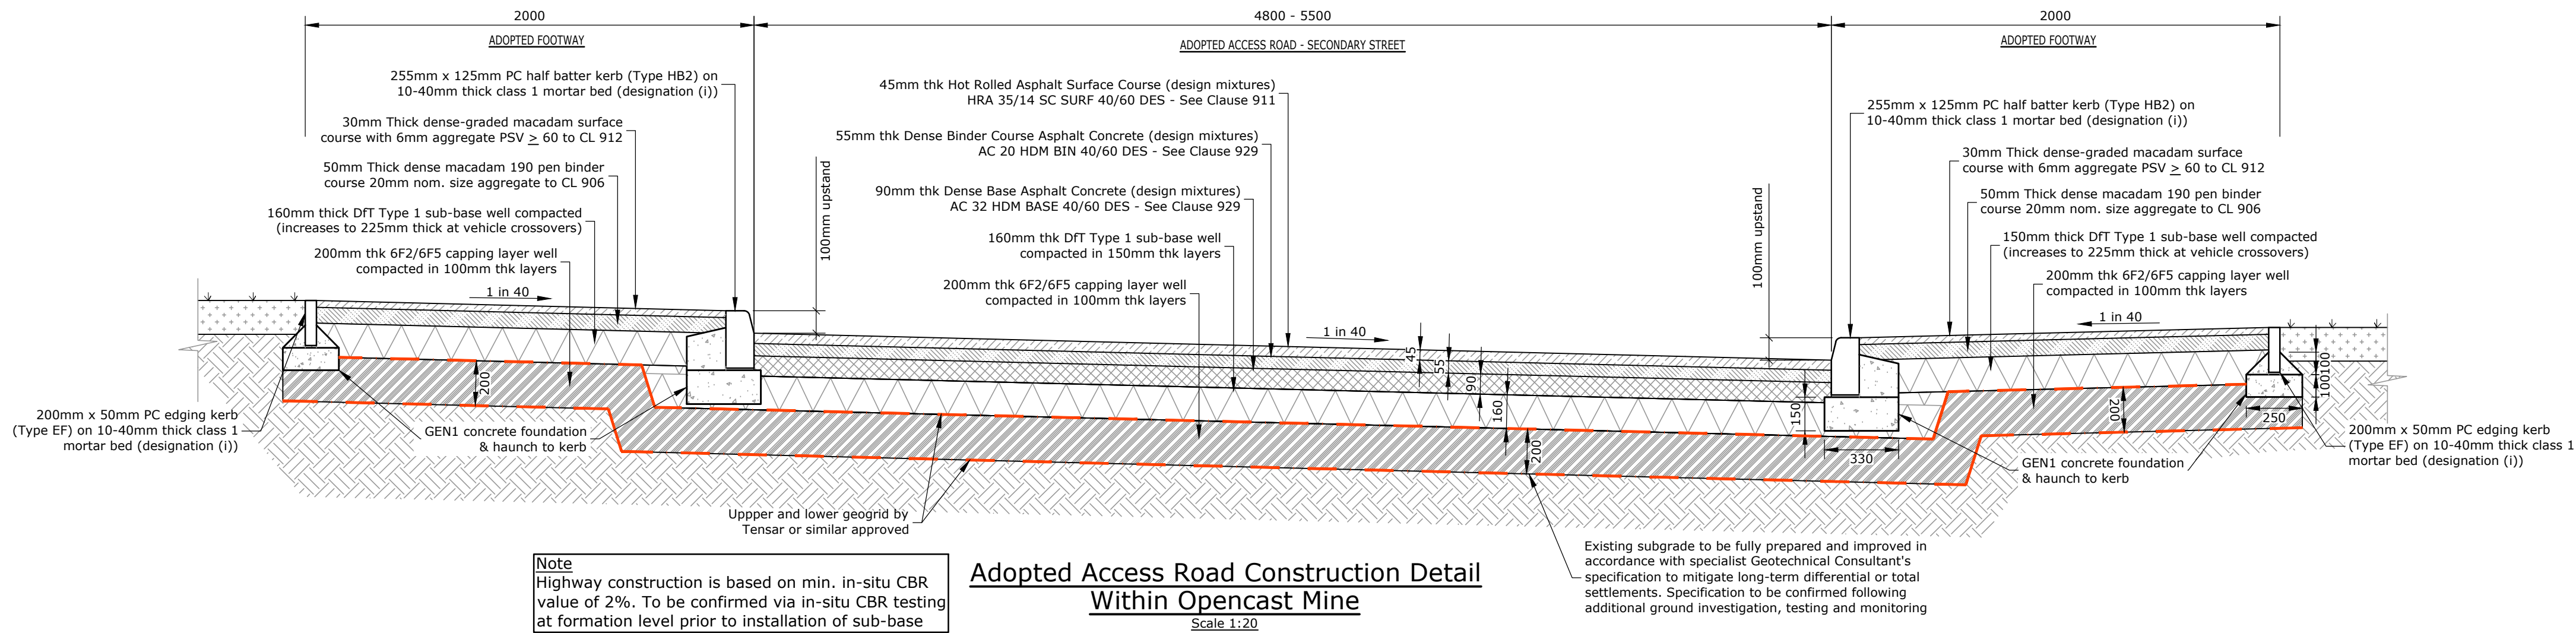 2000
4800 - 5500
2000
ADOPTED FOOTWAY
ADOPTED ACCESS ROAD - SECONDARY STREET
ADOPTED FOOTWAY
255mm x 125mm PC half batter kerb (Type HB2) on
10-40mm thick class 1 mortar bed (designation (i))
30mm Thick dense-graded macadam surface
course with 6mm aggregate PSV ≥ 60 to CL 912
50mm Thick dense macadam 190 pen binder
course 20mm nom. size aggregate to CL 906
160mm thick DfT Type 1 sub-base well compacted
(increases to 225mm thick at vehicle crossovers)
200mm thk 6F2/6F5 capping layer well
compacted in 100mm thk layers
1 in 40
200
200mm x 50mm PC edging kerb
(Type EF) on 10-40mm thick class 1
mortar bed (designation (i))
GEN1 concrete foundation
& haunch to kerb
100mm upstand
45mm thk Hot Rolled Asphalt Surface Course (design mixtures)
HRA 35/14 SC SURF 40/60 DES - See Clause 911
55mm thk Dense Binder Course Asphalt Concrete (design mixtures)
AC 20 HDM BIN 40/60 DES - See Clause 929
90mm thk Dense Base Asphalt Concrete (design mixtures)
AC 32 HDM BASE 40/60 DES - See Clause 929
160mm thk DfT Type 1 sub-base well
compacted in 150mm thk layers
200mm thk 6F2/6F5 capping layer well
compacted in 100mm thk layers
1 in 40
45
55
90
160
200
Uppper and lower geogrid by
Tensar or similar approved
100mm upstand
255mm x 125mm PC half batter kerb (Type HB2) on
10-40mm thick class 1 mortar bed (designation (i))
30mm Thick dense-graded macadam surface
course with 6mm aggregate PSV ≥ 60 to CL 912
50mm Thick dense macadam 190 pen binder
course 20mm nom. size aggregate to CL 906
150mm thick DfT Type 1 sub-base well compacted
(increases to 225mm thick at vehicle crossovers)
200mm thk 6F2/6F5 capping layer well
compacted in 100mm thk layers
1 in 40
150
330
200
250
100
100
GEN1 concrete foundation
& haunch to kerb
200mm x 50mm PC edging kerb
(Type EF) on 10-40mm thick class 1
mortar bed (designation (i))
Existing subgrade to be fully prepared and improved in
accordance with specialist Geotechnical Consultant's
specification to mitigate long-term differential or total
settlements. Specification to be confirmed following
additional ground investigation, testing and monitoring
Note
Highway construction is based on min. in-situ CBR
value of 2%. To be confirmed via in-situ CBR testing
at formation level prior to installation of sub-base
Adopted Access Road Construction Detail
Within Opencast Mine
Scale 1:20